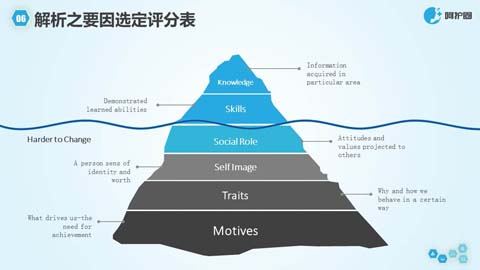 06 解析之要因选定评分表
呵护圈
Knowledge
Information
acquired in
particular area
Demonstrated
learned abilities
Skills
Harder to Change
Social Role
Attitudes and
values projected to
others
A person sens of
identity and
worth
Self Image
Traits
Why and how we
behave in a certain
way
What drives us-the
need for
achievement
Motives